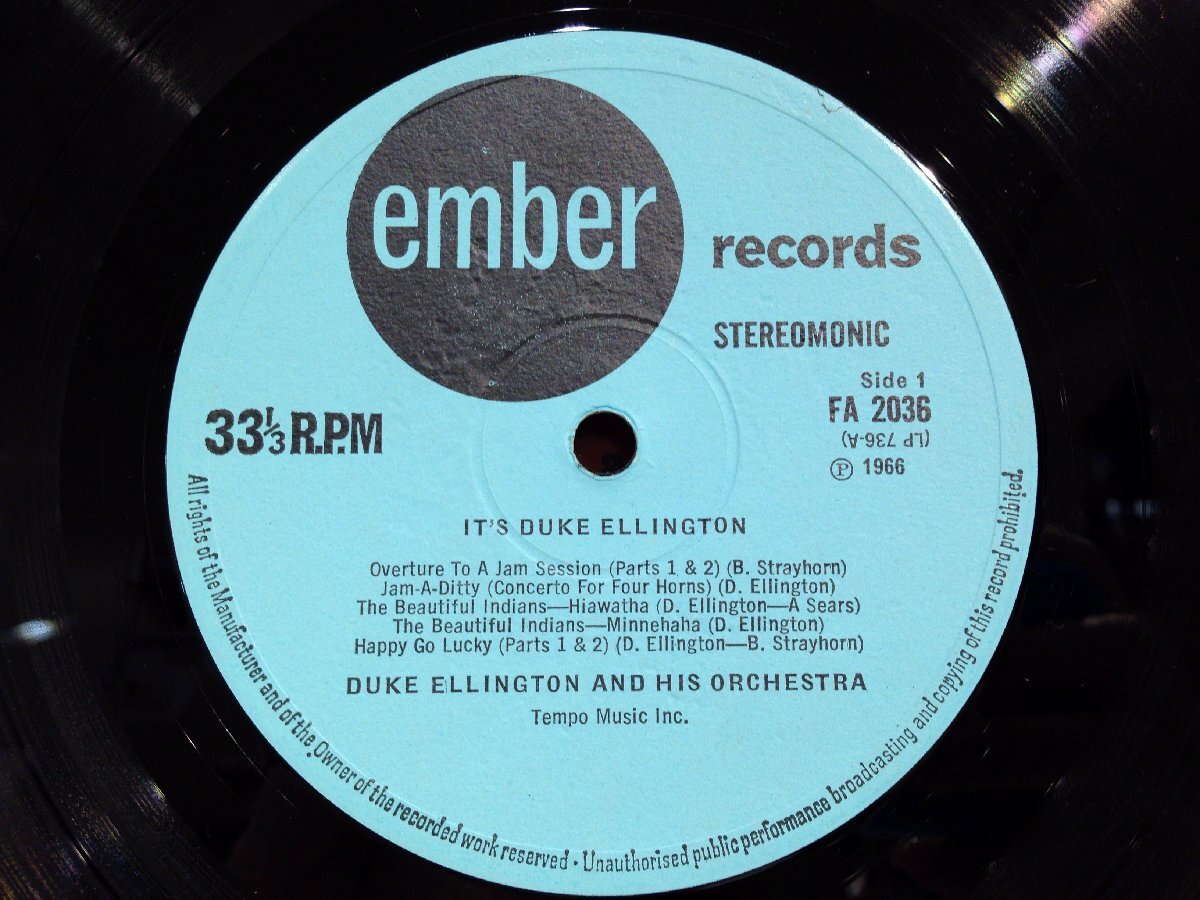 ember
records
STEREOMONIC
Side 1
FA 2036
(LP 736-A)
℗ 1966
33⅓ R.P.M
IT'S DUKE ELLINGTON
Overture To A Jam Session (Parts 1 & 2) (B. Strayhorn)
Jam-A-Ditty (Concerto For Four Horns) (D. Ellington)
The Beautiful Indians—Hiawatha (D. Ellington—A Sears)
The Beautiful Indians—Minnehaha (D. Ellington)
Happy Go Lucky (Parts 1 & 2) (D. Ellington—B. Strayhorn)
DUKE ELLINGTON AND HIS ORCHESTRA
Tempo Music Inc.
All rights of the Manufacturer and of the Owner of the recorded work reserved · Unauthorised public performance broadcasting and copying of this record prohibited.